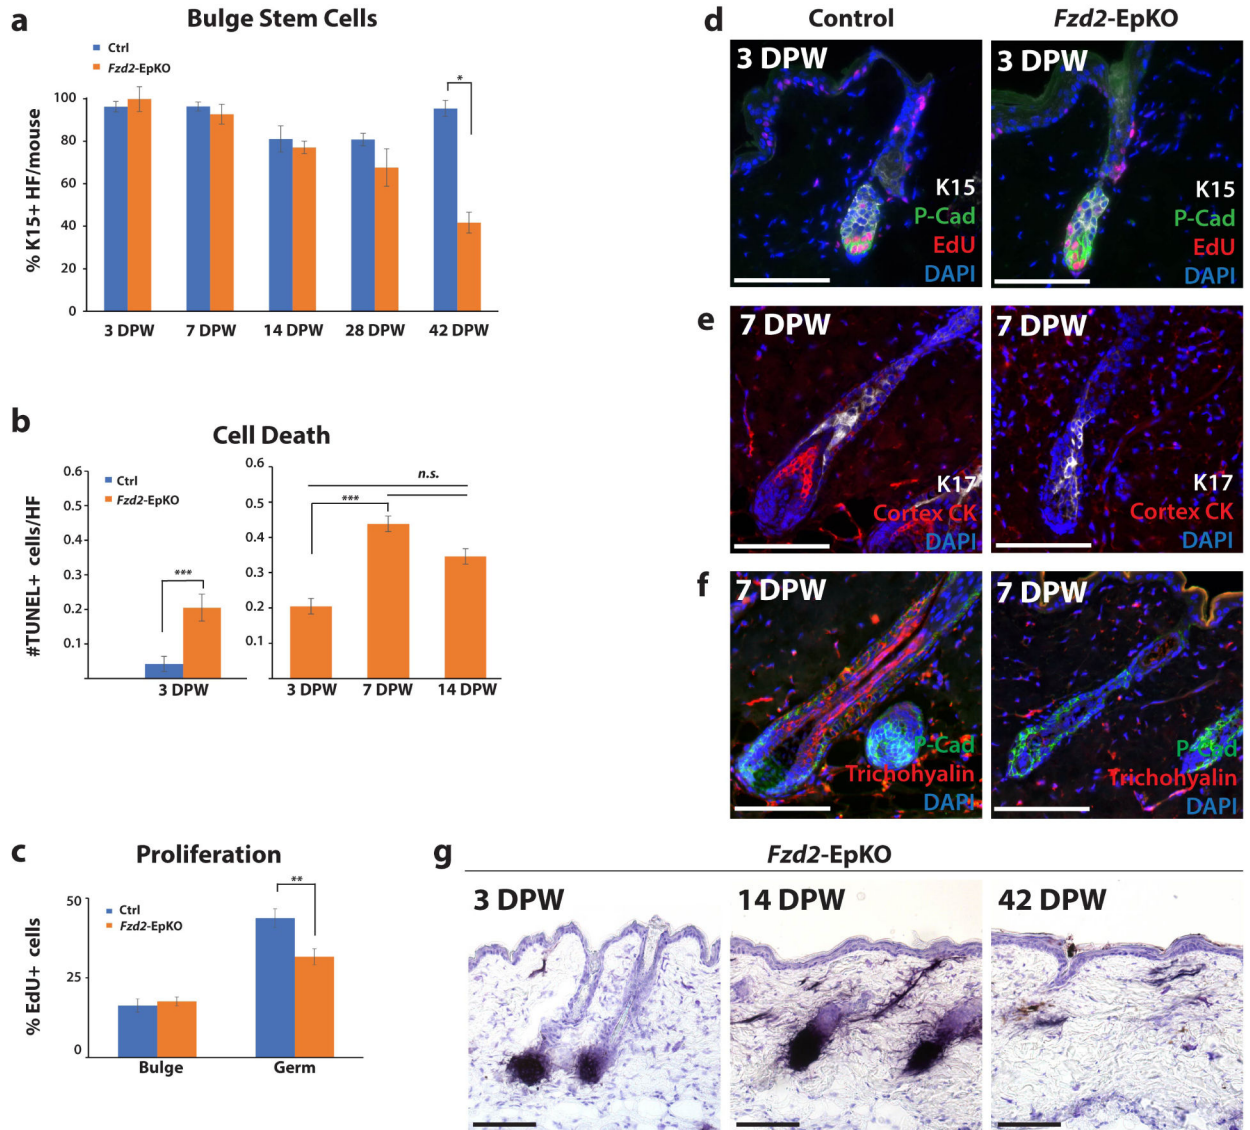 a
Bulge Stem Cells
Ctrl
Fzd2-EpKO
% K15+ HF/mouse
100
80
60
40
20
0
*
3 DPW 7 DPW 14 DPW 28 DPW 42 DPW
b
Cell Death
#TUNEL+ cells/HF
0.6
0.5
0.4
0.3
0.2
0.1
Ctrl
Fzd2-EpKO
***
3 DPW
0.6
0.5
0.4
0.3
0.2
0.1
n.s.
***
3 DPW 7 DPW 14 DPW
c
Proliferation
% EdU+ cells
50
25
0
Ctrl
Fzd2-EpKO
**
Bulge Germ
d
Control
Fzd2-EpKO
3 DPW
K15
P-Cad
EdU
DAPI
3 DPW
K15
P-Cad
EdU
DAPI
e
7 DPW
K17
Cortex CK
DAPI
7 DPW
K17
Cortex CK
DAPI
f
7 DPW
P-Cad
Trichohyalin
DAPI
7 DPW
P-Cad
Trichohyalin
DAPI
g
Fzd2-EpKO
3 DPW
14 DPW
42 DPW